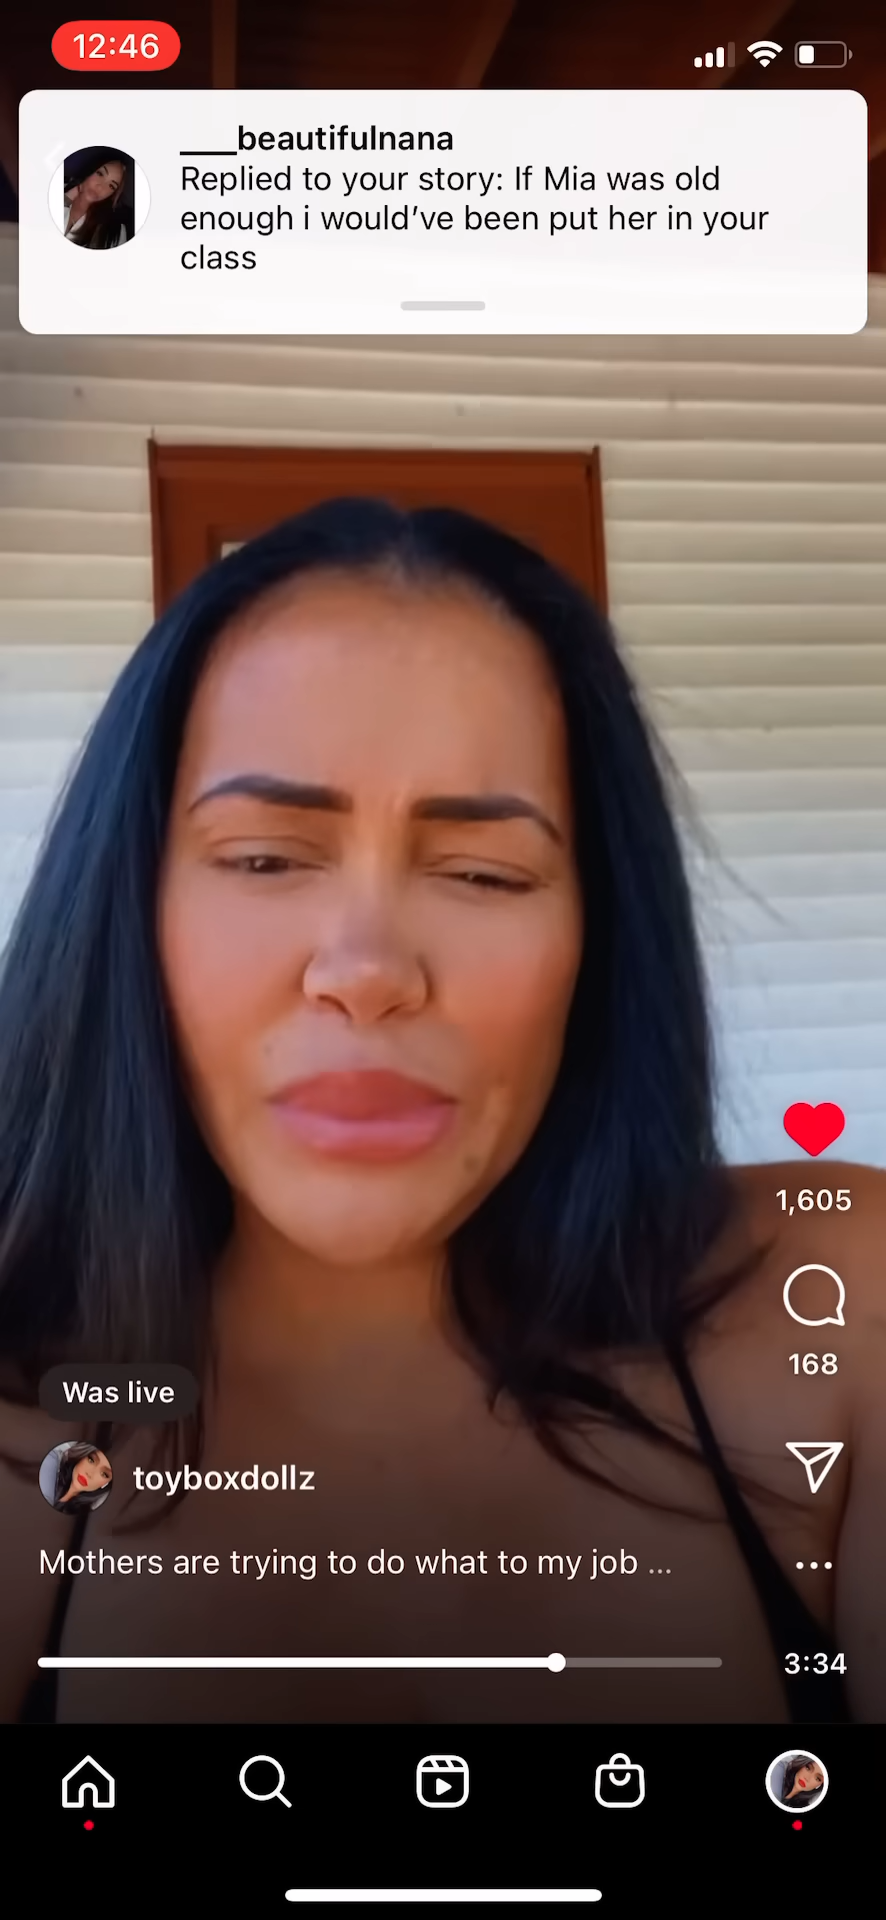 12:46
___beautifulnana
Replied to your story: If Mia was old
enough i would’ve been put her in your
class
1,605
168
Was live
toyboxdollz
Mothers are trying to do what to my job ...
3:34